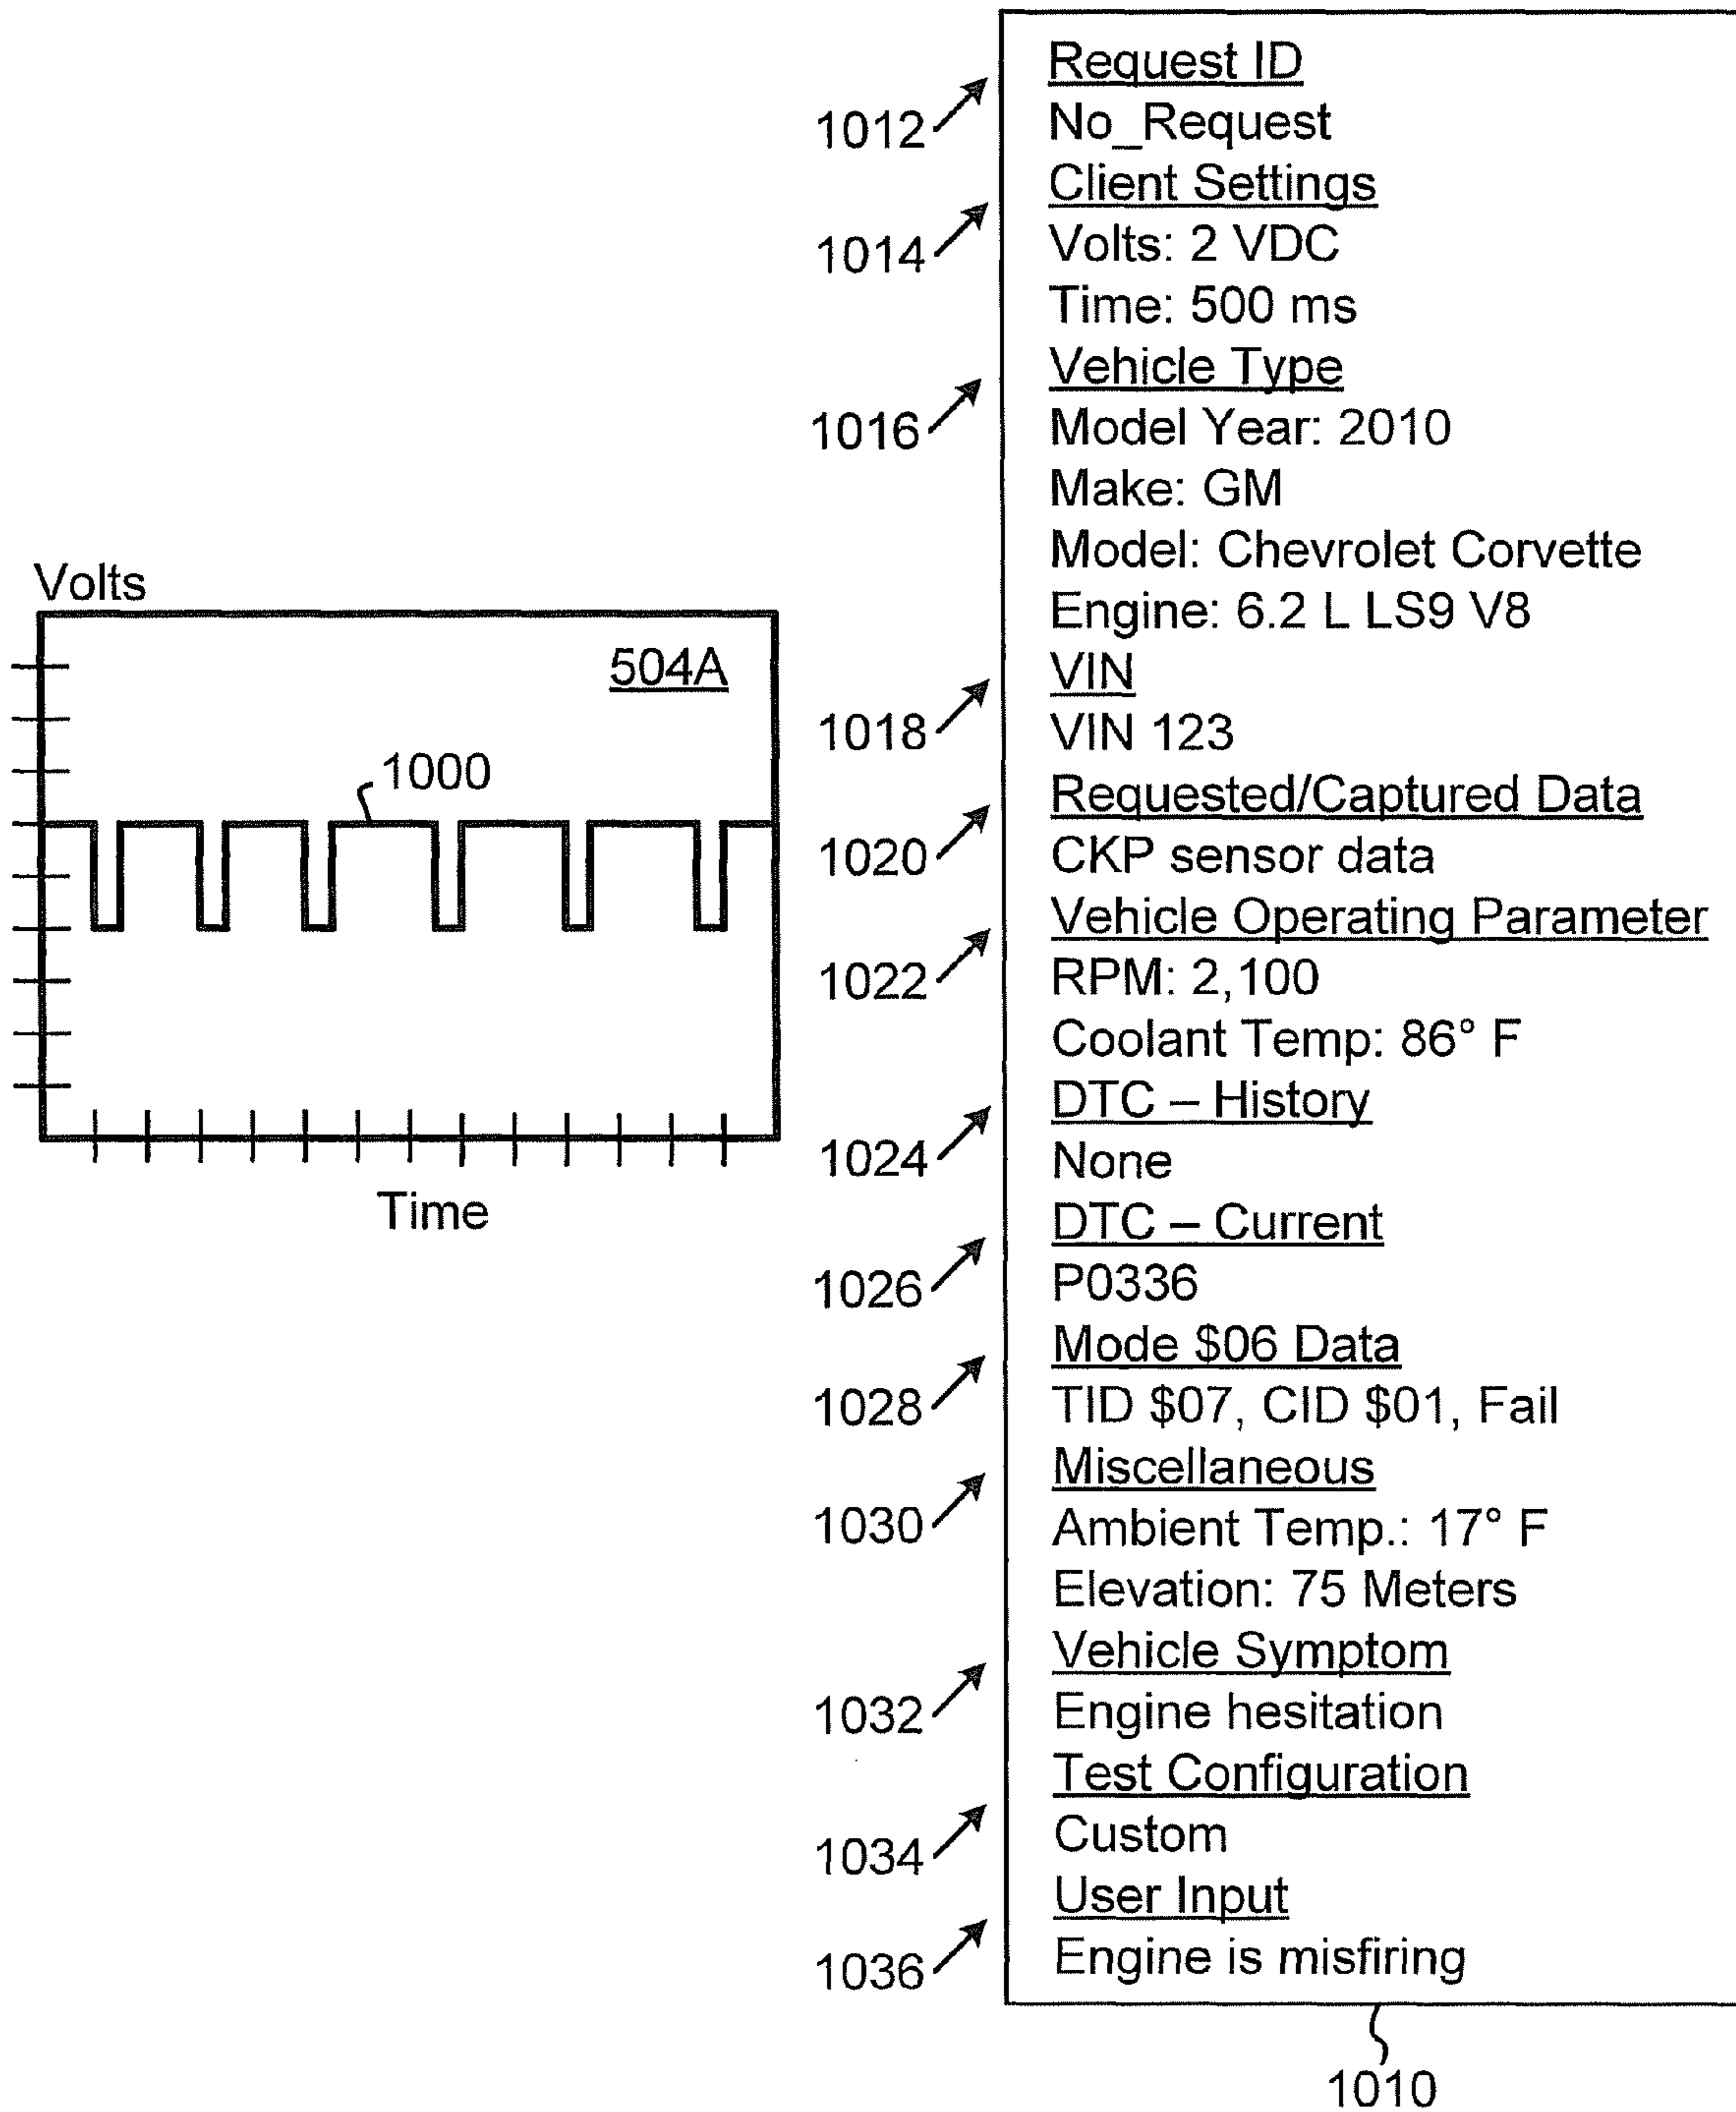 Volts
504A
1000
Time
1012
1014
1016
1018
1020
1022
1024
1026
1028
1030
1032
1034
1036
Request ID
No_Request
Client Settings
Volts: 2 VDC
Time: 500 ms
Vehicle Type
Model Year: 2010
Make: GM
Model: Chevrolet Corvette
Engine: 6.2 L LS9 V8
VIN
VIN 123
Requested/Captured Data
CKP sensor data
Vehicle Operating Parameter
RPM: 2,100
Coolant Temp: 86° F
DTC – History
None
DTC – Current
P0336
Mode $06 Data
TID $07, CID $01, Fail
Miscellaneous
Ambient Temp.: 17° F
Elevation: 75 Meters
Vehicle Symptom
Engine hesitation
Test Configuration
Custom
User Input
Engine is misfiring
1010